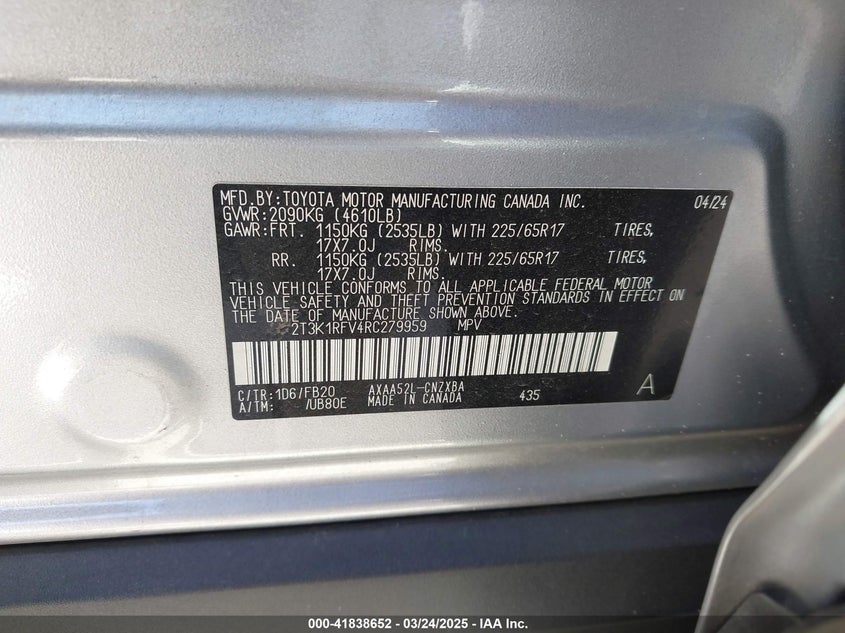 MFD.BY:TOYOTA MOTOR MANUFACTURING CANADA INC. 04/24
GVWR:2090KG (4610LB)
GAWR:FRT. 1150KG (2535LB) WITH 225/65R17 TIRES,
17X7.0J RIMS.
RR. 1150KG (2535LB) WITH 225/65R17 TIRES,
17X7.0J RIMS.
THIS VEHICLE CONFORMS TO ALL APPLICABLE FEDERAL MOTOR
VEHICLE SAFETY AND THEFT PREVENTION STANDARDS IN EFFECT ON
THE DATE OF MANUFACTURE SHOWN ABOVE.
2T3K1RFV4RC279959 MPV
C/TR:1D6/FB20 AXAA52L-CNZXBA 435 A
A/TM: /UB80E MADE IN CANADA
000-41838652 - 03/24/2025 - IAA Inc.